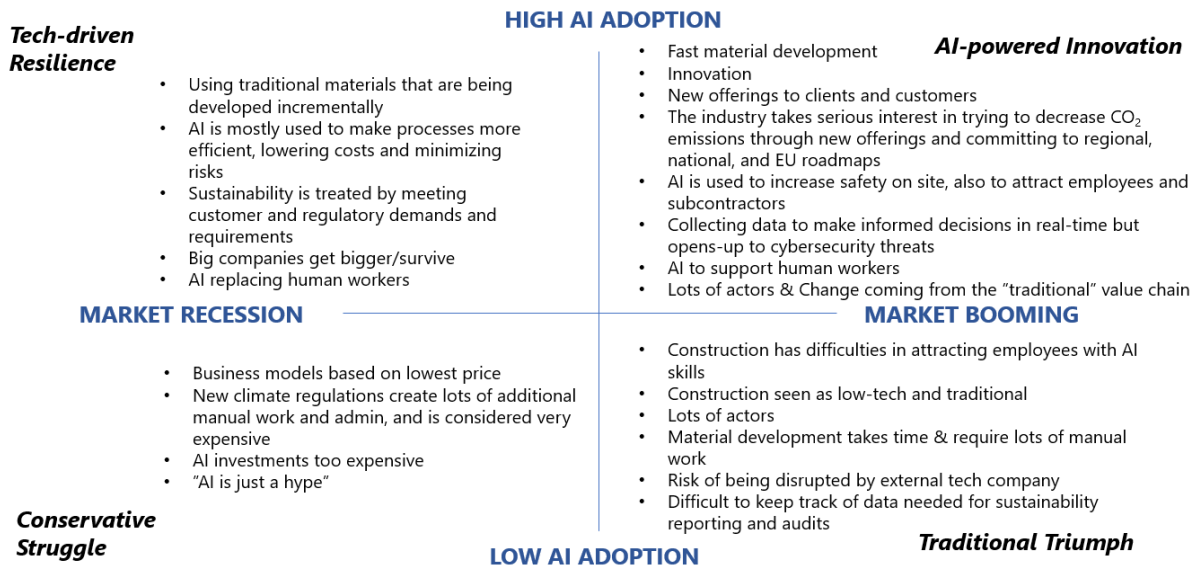 HIGH AI ADOPTION
Tech-driven
Resilience
• Using traditional materials that are being
developed incrementally
• AI is mostly used to make processes more
efficient, lowering costs and minimizing
risks
• Sustainability is treated by meeting
customer and regulatory demands and
requirements
• Big companies get bigger/survive
• AI replacing human workers
AI-powered Innovation
• Fast material development
• Innovation
• New offerings to clients and customers
• The industry takes serious interest in trying to decrease CO₂
emissions through new offerings and committing to regional,
national, and EU roadmaps
• AI is used to increase safety on site, also to attract employees and
subcontractors
• Collecting data to make informed decisions in real-time but
opens-up to cybersecurity threats
• AI to support human workers
• Lots of actors & Change coming from the ”traditional” value chain
MARKET RECESSION
MARKET BOOMING
• Business models based on lowest price
• New climate regulations create lots of additional
manual work and admin, and is considered very
expensive
• AI investments too expensive
• ”AI is just a hype”
Conservative
Struggle
• Construction has difficulties in attracting employees with AI
skills
• Construction seen as low-tech and traditional
• Lots of actors
• Material development takes time & require lots of manual
work
• Risk of being disrupted by external tech company
• Difficult to keep track of data needed for sustainability
reporting and audits
Traditional Triumph
LOW AI ADOPTION